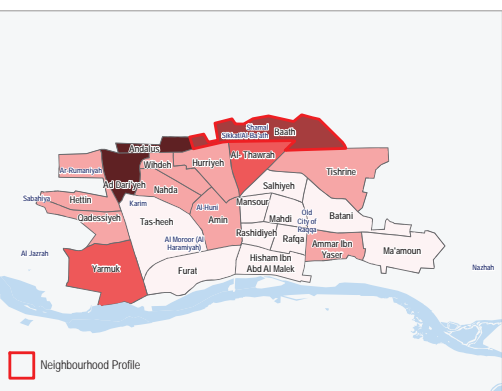 Shamal
Sikkat/Al Ba'ath
Baath
Andalus
Wihdeh
Hurriyeh
Al-Thawrah
Ar-Rumaniyah
Tishrine
Ad Dariyeh
Nahda
Salhiyeh
Sabahiya
Hettin
Karim
Al Huni
Mansour
Qadessiyeh
Tas-heeh
Amin
Mahdi
Old
City of
Raqqa
Batani
Rashidiyeh
Rafqa
Al Moroor (Al
Haramiyah)
Ammar Ibn
Yaser
Ma'amoun
Al Jazrah
Yarmuk
Furat
Hisham Ibn
Abd Al Malek
Nazhah
Neighbourhood Profile